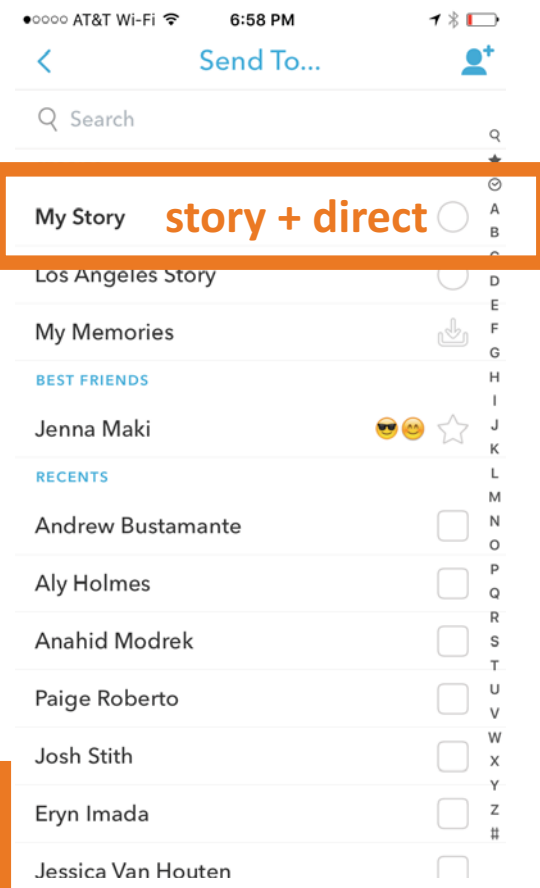 AT&T Wi-Fi 6:58 PM
Send To...
Search
My Story story + direct
Los Angeles Story
My Memories
BEST FRIENDS
Jenna Maki
RECENTS
Andrew Bustamante
Aly Holmes
Anahid Modrek
Paige Roberto
Josh Stith
Eryn Imada
Jessica Van Houten
A
B
C
D
E
F
G
H
I
J
K
L
M
N
O
P
Q
R
S
T
U
V
W
X
Y
Z
#